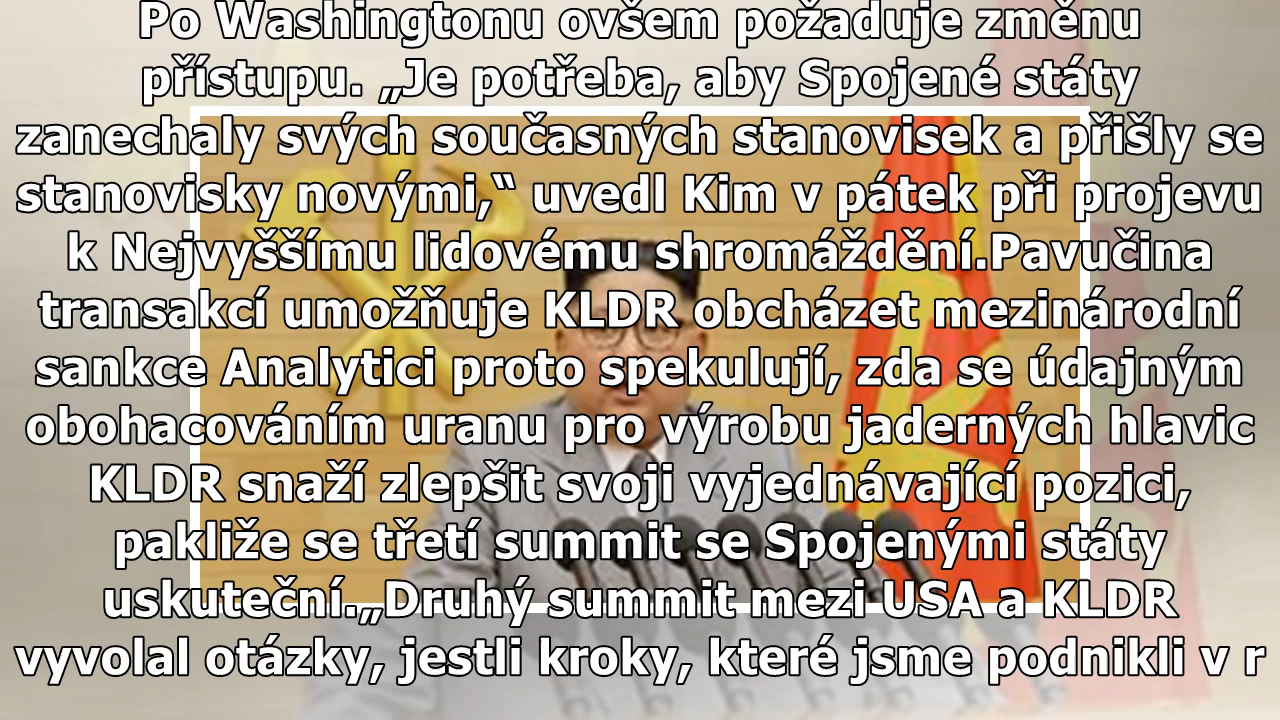 Po Washingtonu ovšem požaduje změnu
přístupu. „Je potřeba, aby Spojené státy
zanechaly svých současných stanovisek a přišly se
stanovisky novými,“ uvedl Kim v pátek při projevu
k Nejvyššímu lidovému shromáždění.Pavučina
transakcí umožňuje KLDR obcházet mezinárodní
sankce Analytici proto spekulují, zda se údajným
obohacováním uranu pro výrobu jaderných hlavic
KLDR snaží zlepšit svoji vyjednávající pozici,
pakliže se třetí summit se Spojenými státy
uskuteční.„Druhý summit mezi USA a KLDR
vyvolal otázky, jestli kroky, které jsme podnikli v r